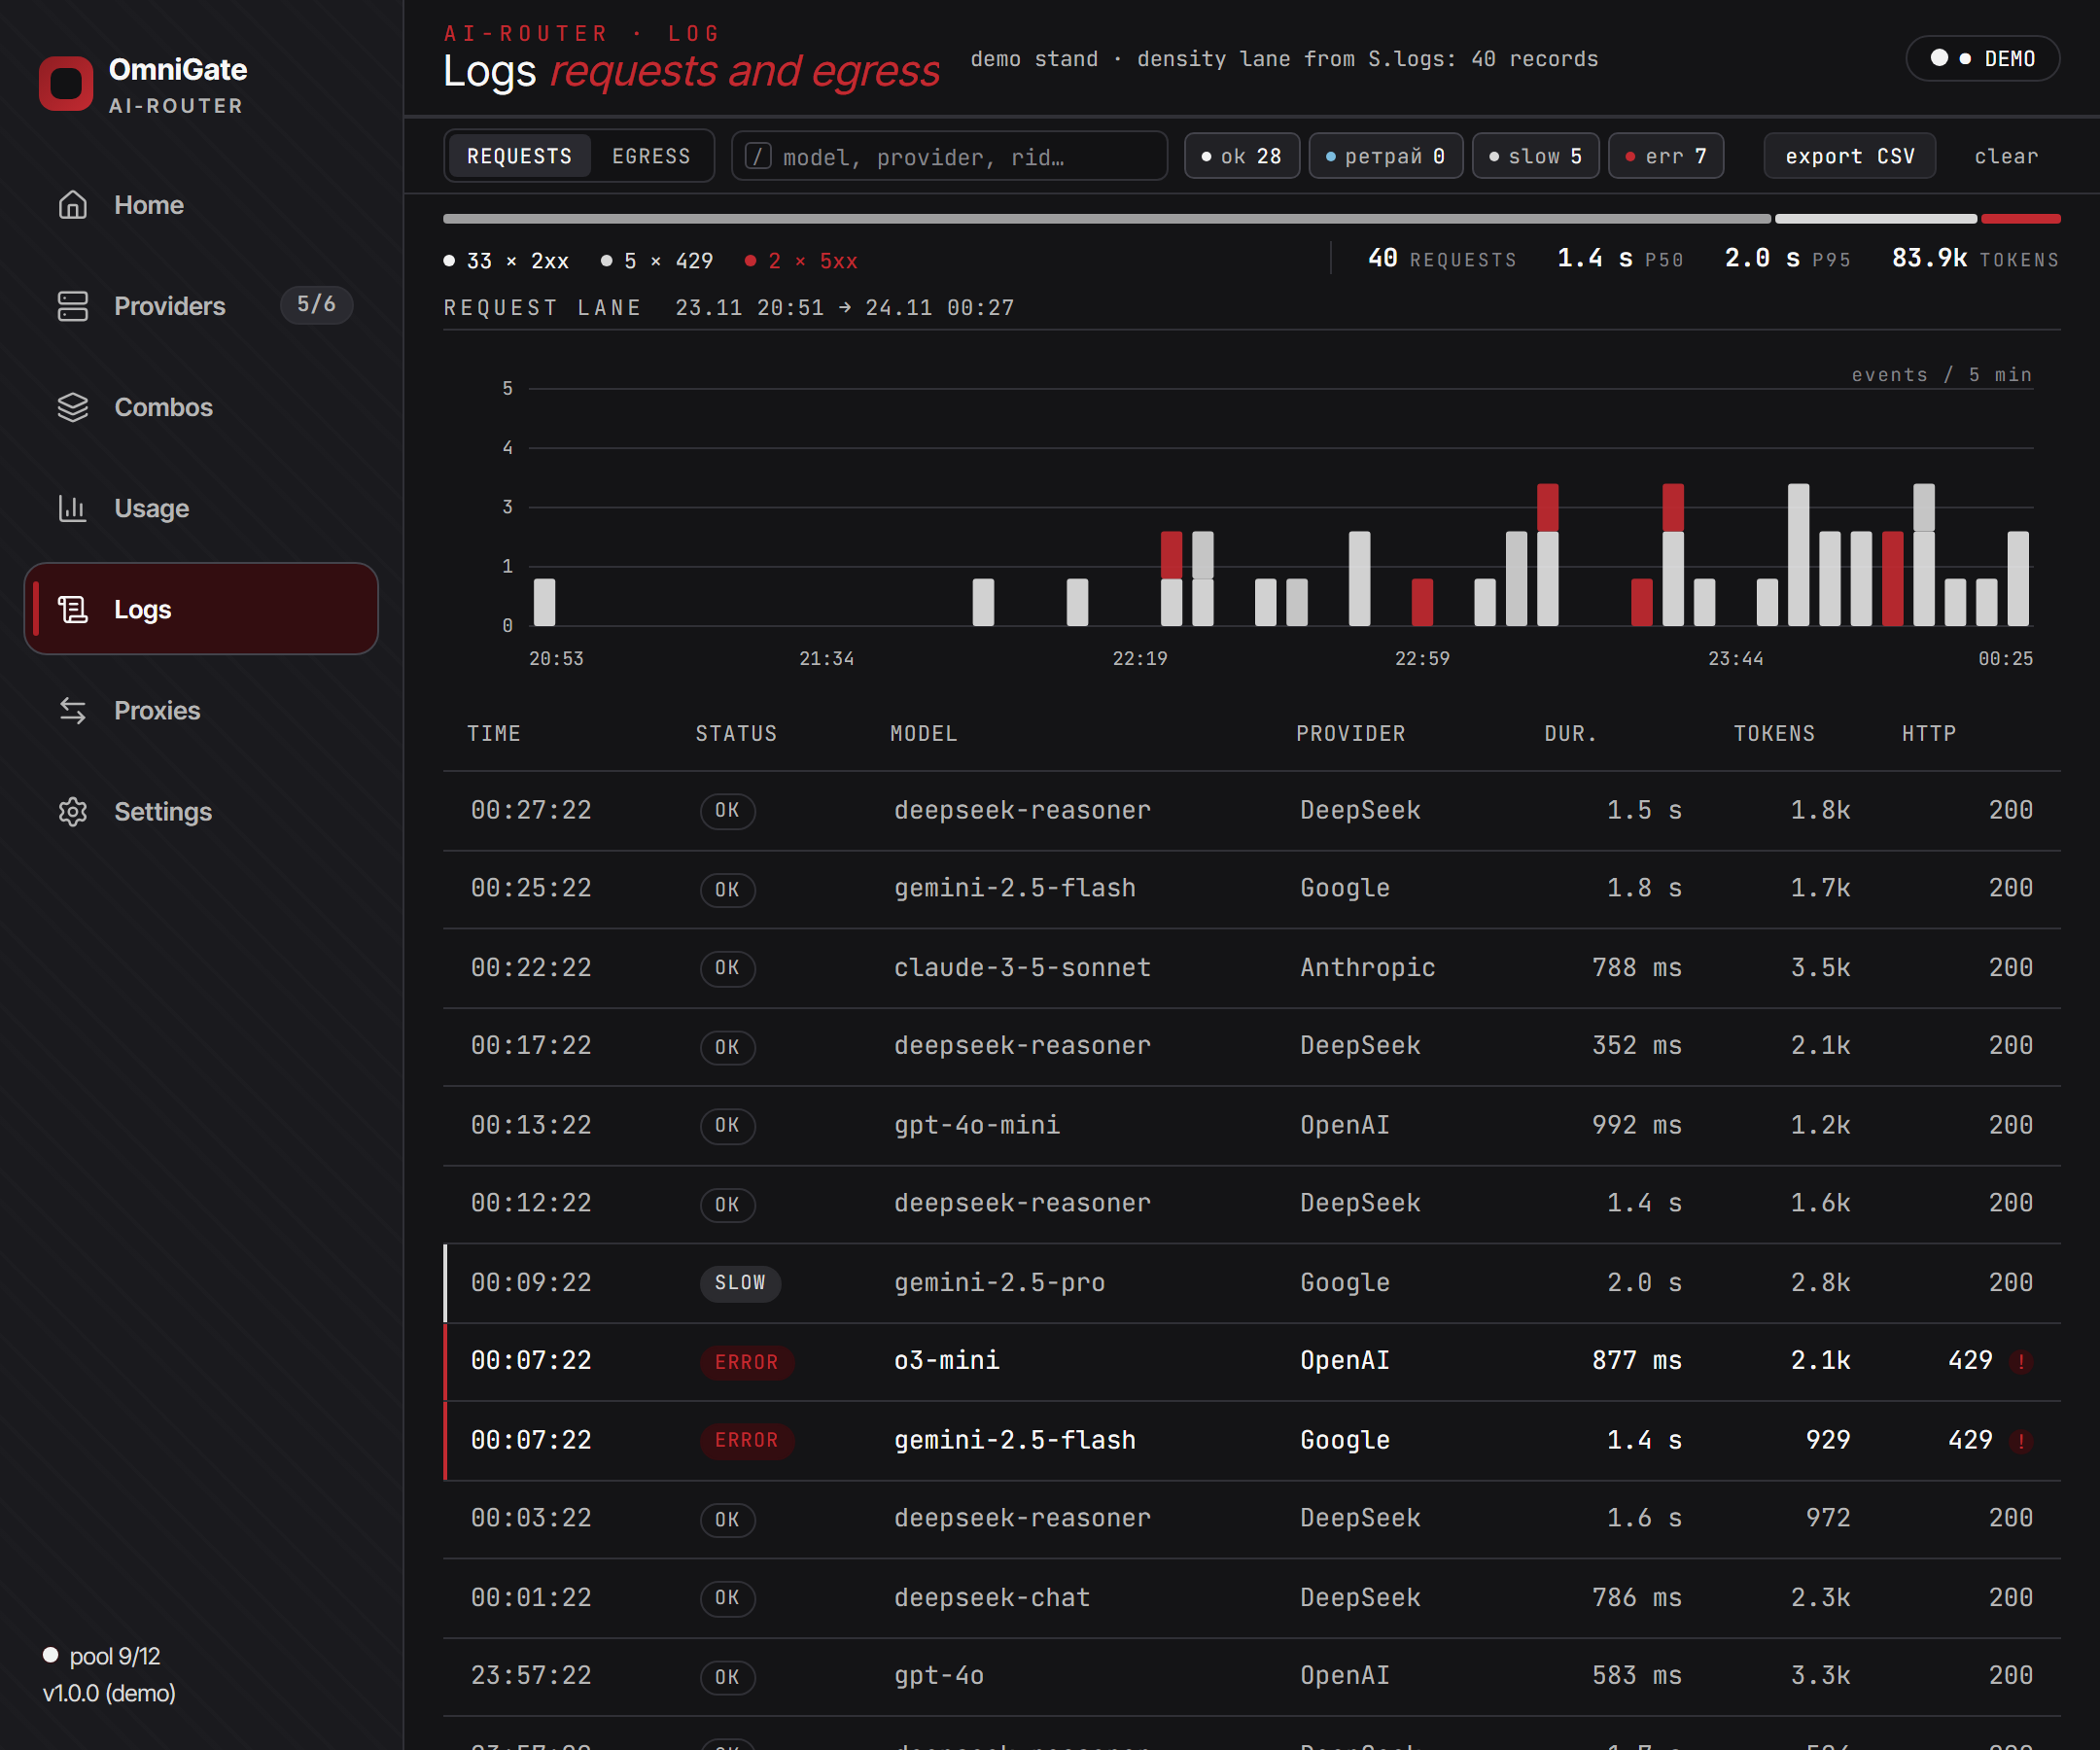 OmniGate
AI-ROUTER
Home
Providers 5/6
Combos
Usage
Logs
Proxies
Settings
pool 9/12
v1.0.0 (demo)
AI-ROUTER · LOG
Logs requests and egress
demo stand · density lane from S.logs: 40 records
DEMO
REQUESTS EGRESS
/ model, provider, rid…
ok 28
ретрай 0
slow 5
err 7
export CSV
clear
33 × 2xx 5 × 429 2 × 5xx
40 REQUESTS 1.4 s P50 2.0 s P95 83.9k TOKENS
REQUEST LANE 23.11 20:51 → 24.11 00:27
events / 5 min
5
4
3
1
0
20:53 21:34 22:19 22:59 23:44 00:25
TIME STATUS MODEL PROVIDER DUR. TOKENS HTTP
00:27:22 OK deepseek-reasoner DeepSeek 1.5 s 1.8k 200
00:25:22 OK gemini-2.5-flash Google 1.8 s 1.7k 200
00:22:22 OK claude-3-5-sonnet Anthropic 788 ms 3.5k 200
00:17:22 OK deepseek-reasoner DeepSeek 352 ms 2.1k 200
00:13:22 OK gpt-4o-mini OpenAI 992 ms 1.2k 200
00:12:22 OK deepseek-reasoner DeepSeek 1.4 s 1.6k 200
00:09:22 SLOW gemini-2.5-pro Google 2.0 s 2.8k 200
00:07:22 ERROR o3-mini OpenAI 877 ms 2.1k 429 !
00:07:22 ERROR gemini-2.5-flash Google 1.4 s 929 429 !
00:03:22 OK deepseek-reasoner DeepSeek 1.6 s 972 200
00:01:22 OK deepseek-chat DeepSeek 786 ms 2.3k 200
23:57:22 OK gpt-4o OpenAI 583 ms 3.3k 200